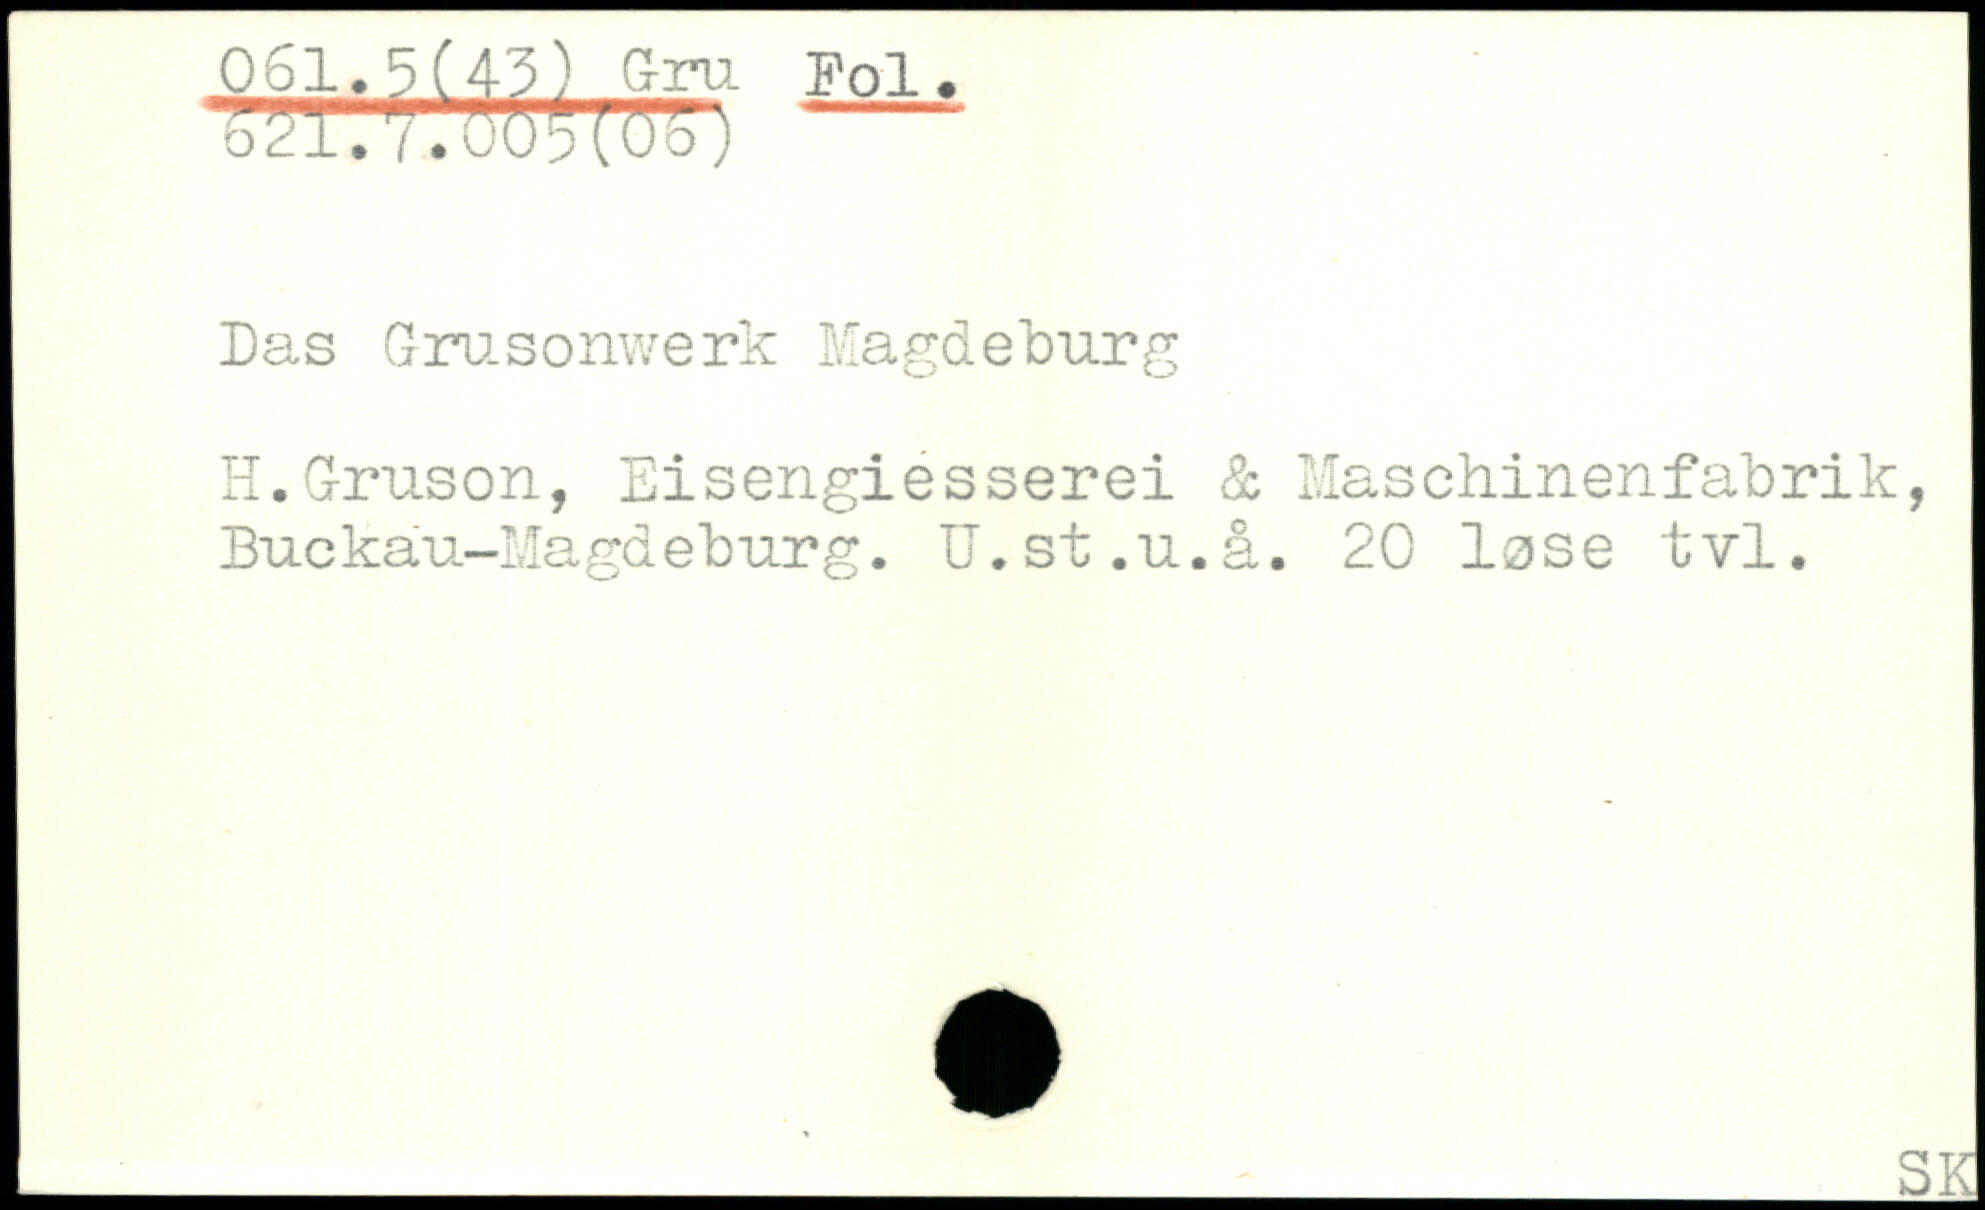 061.5(43) Gru Fol.
621.7.005(06)
Das Grusonwerk Magdeburg
H.Gruson, Eisengiesserei & Maschinenfabrik,
Buckau-Magdeburg. U.st.u.å. 20 løse tvl.
SK